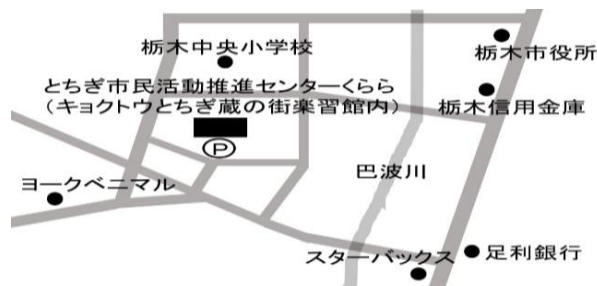 栃木中央小学校
栃木市役所
とちぎ市民活動推進センターくらら
（キョクトウとちぎ蔵の街楽習館内）
栃木信用金庫
P
巴波川
ヨークベニマル
スターバックス
足利銀行